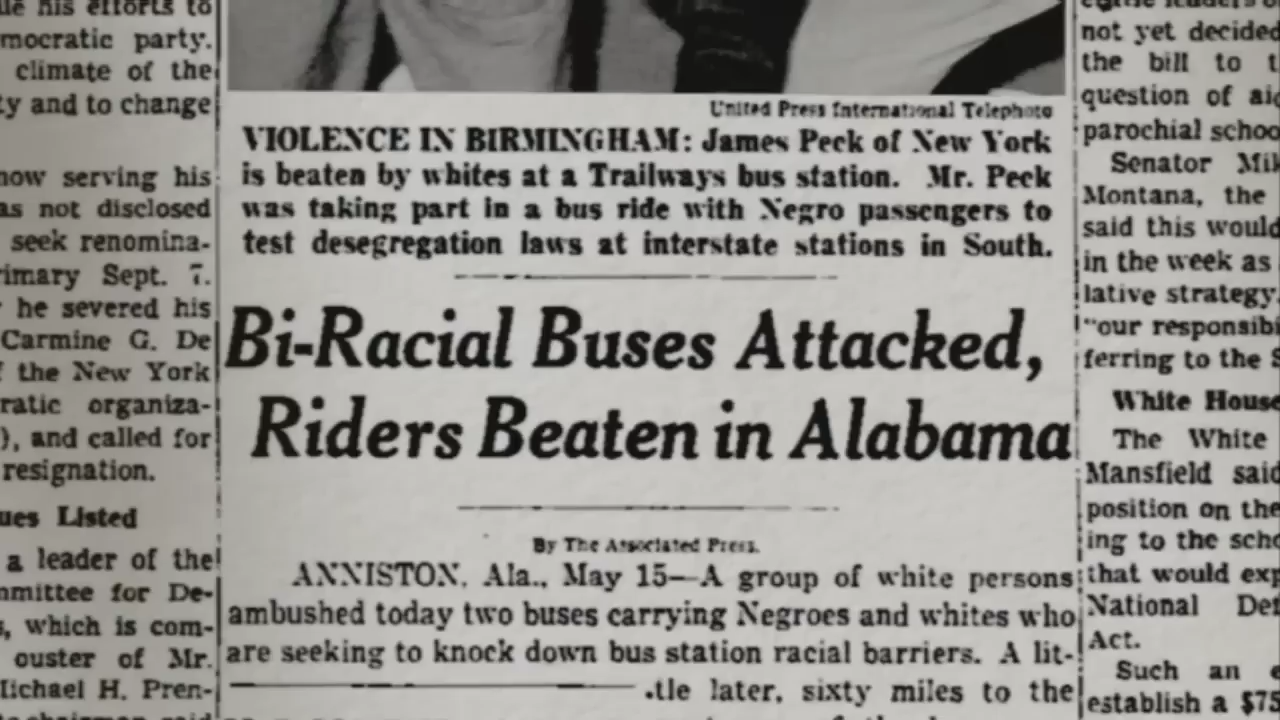 ue his efforts to
mocratic party.
climate of the
ty and to change
now serving his
as not disclosed
seek renomina-
rimary Sept. 7.
he severed his
Carmine G. De
f the New York
ratic organiza-
), and called for
resignation.
ues Listed
a leader of the
mmittee for De-
s, which is com-
ouster of Mr.
Michael H. Pren-
United Press International Telephoto
VIOLENCE IN BIRMINGHAM: James Peck of New York
is beaten by whites at a Trailways bus station. Mr. Peck
was taking part in a bus ride with Negro passengers to
test desegregation laws at interstate stations in South.
Bi-Racial Buses Attacked,
Riders Beaten in Alabama
By The Associated Press.
ANNISTON, Ala., May 15—A group of white persons
ambushed today two buses carrying Negroes and whites who
are seeking to knock down bus station racial barriers. A lit-
tle later, sixty miles to the
not yet decided
the bill to t
question of aid
parochial schoo
Senator Mik
Montana, the
said this would
in the week as
lative strategy
"our responsib
ferring to the S
White House
The White
Mansfield said
position on the
ing to the scho
that would exp
National Def
Act.
Such an e
establish a $75